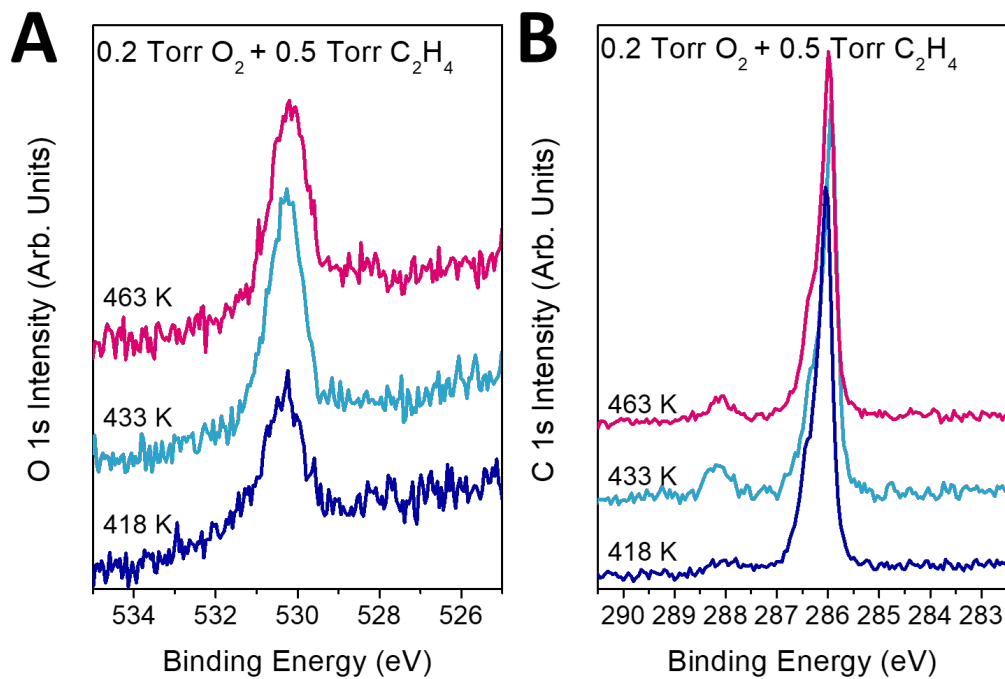 A
0.2 Torr O₂ + 0.5 Torr C₂H₄
O 1s Intensity (Arb. Units)
463 K
433 K
418 K
534 532 530 528 526
Binding Energy (eV)
B
0.2 Torr O₂ + 0.5 Torr C₂H₄
C 1s Intensity (Arb. Units)
463 K
433 K
418 K
290 289 288 287 286 285 284 283
Binding Energy (eV)